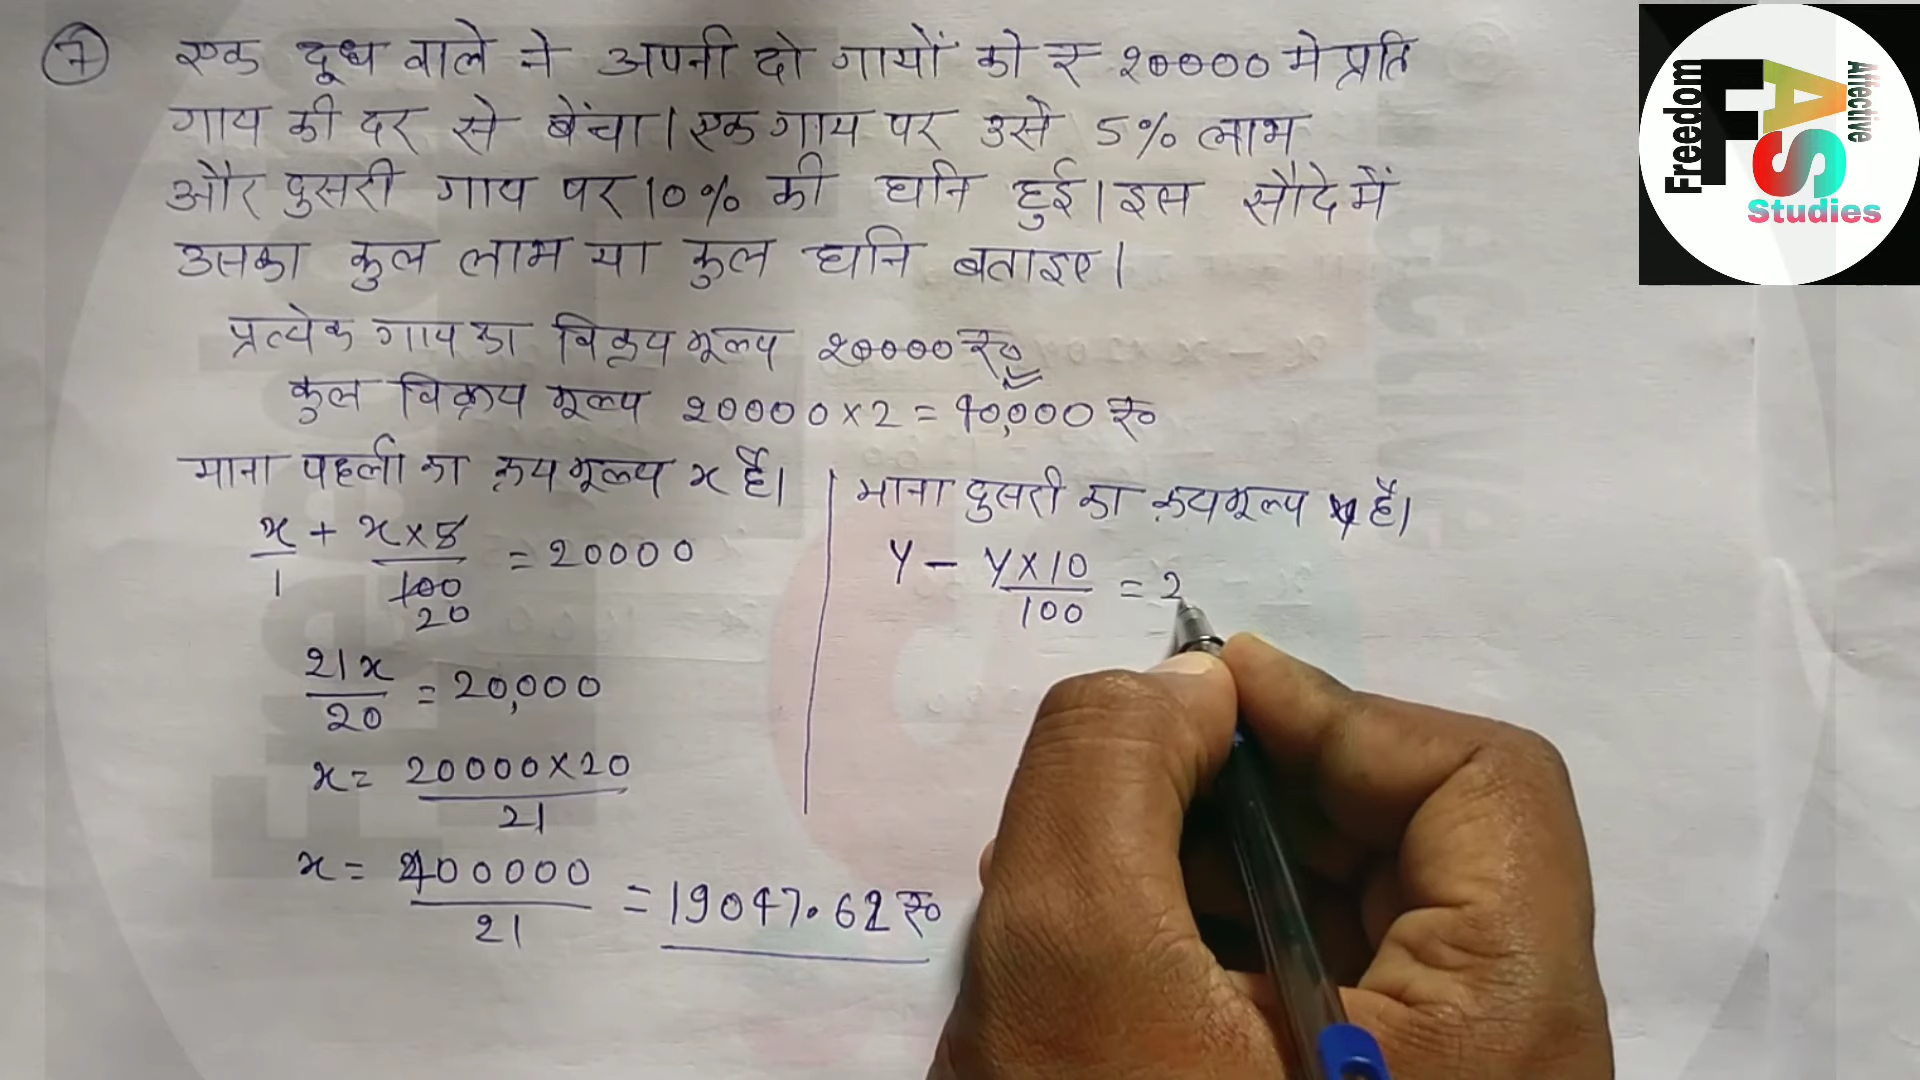 7 एक दूध वाले ने अपनी दो गायों को ₹ 20000 मे प्रति
गाय की दर से बेंचा। एक गाय पर उसे 5% लाभ
और दुसरी गाय पर 10% की हानि हुई। इस सौदे में
उसका कुल लाभ या कुल हानि बताइए।
प्रत्येक गाय का विक्रय मूल्य 20000 रु०
कुल विक्रय मूल्य 20000 × 2 = 40,000 रु०
माना पहली का क्रय मूल्य x है।
x/1 + x×5/100 = 20000
20
21x/20 = 20,000
x = 20000×20/21
x = 400000/21 = 19047.62 रु०
माना दुसरी का क्रयमूल्य y है।
y − y×10/100 = 2
Freedom
FAS
Affective
Studies